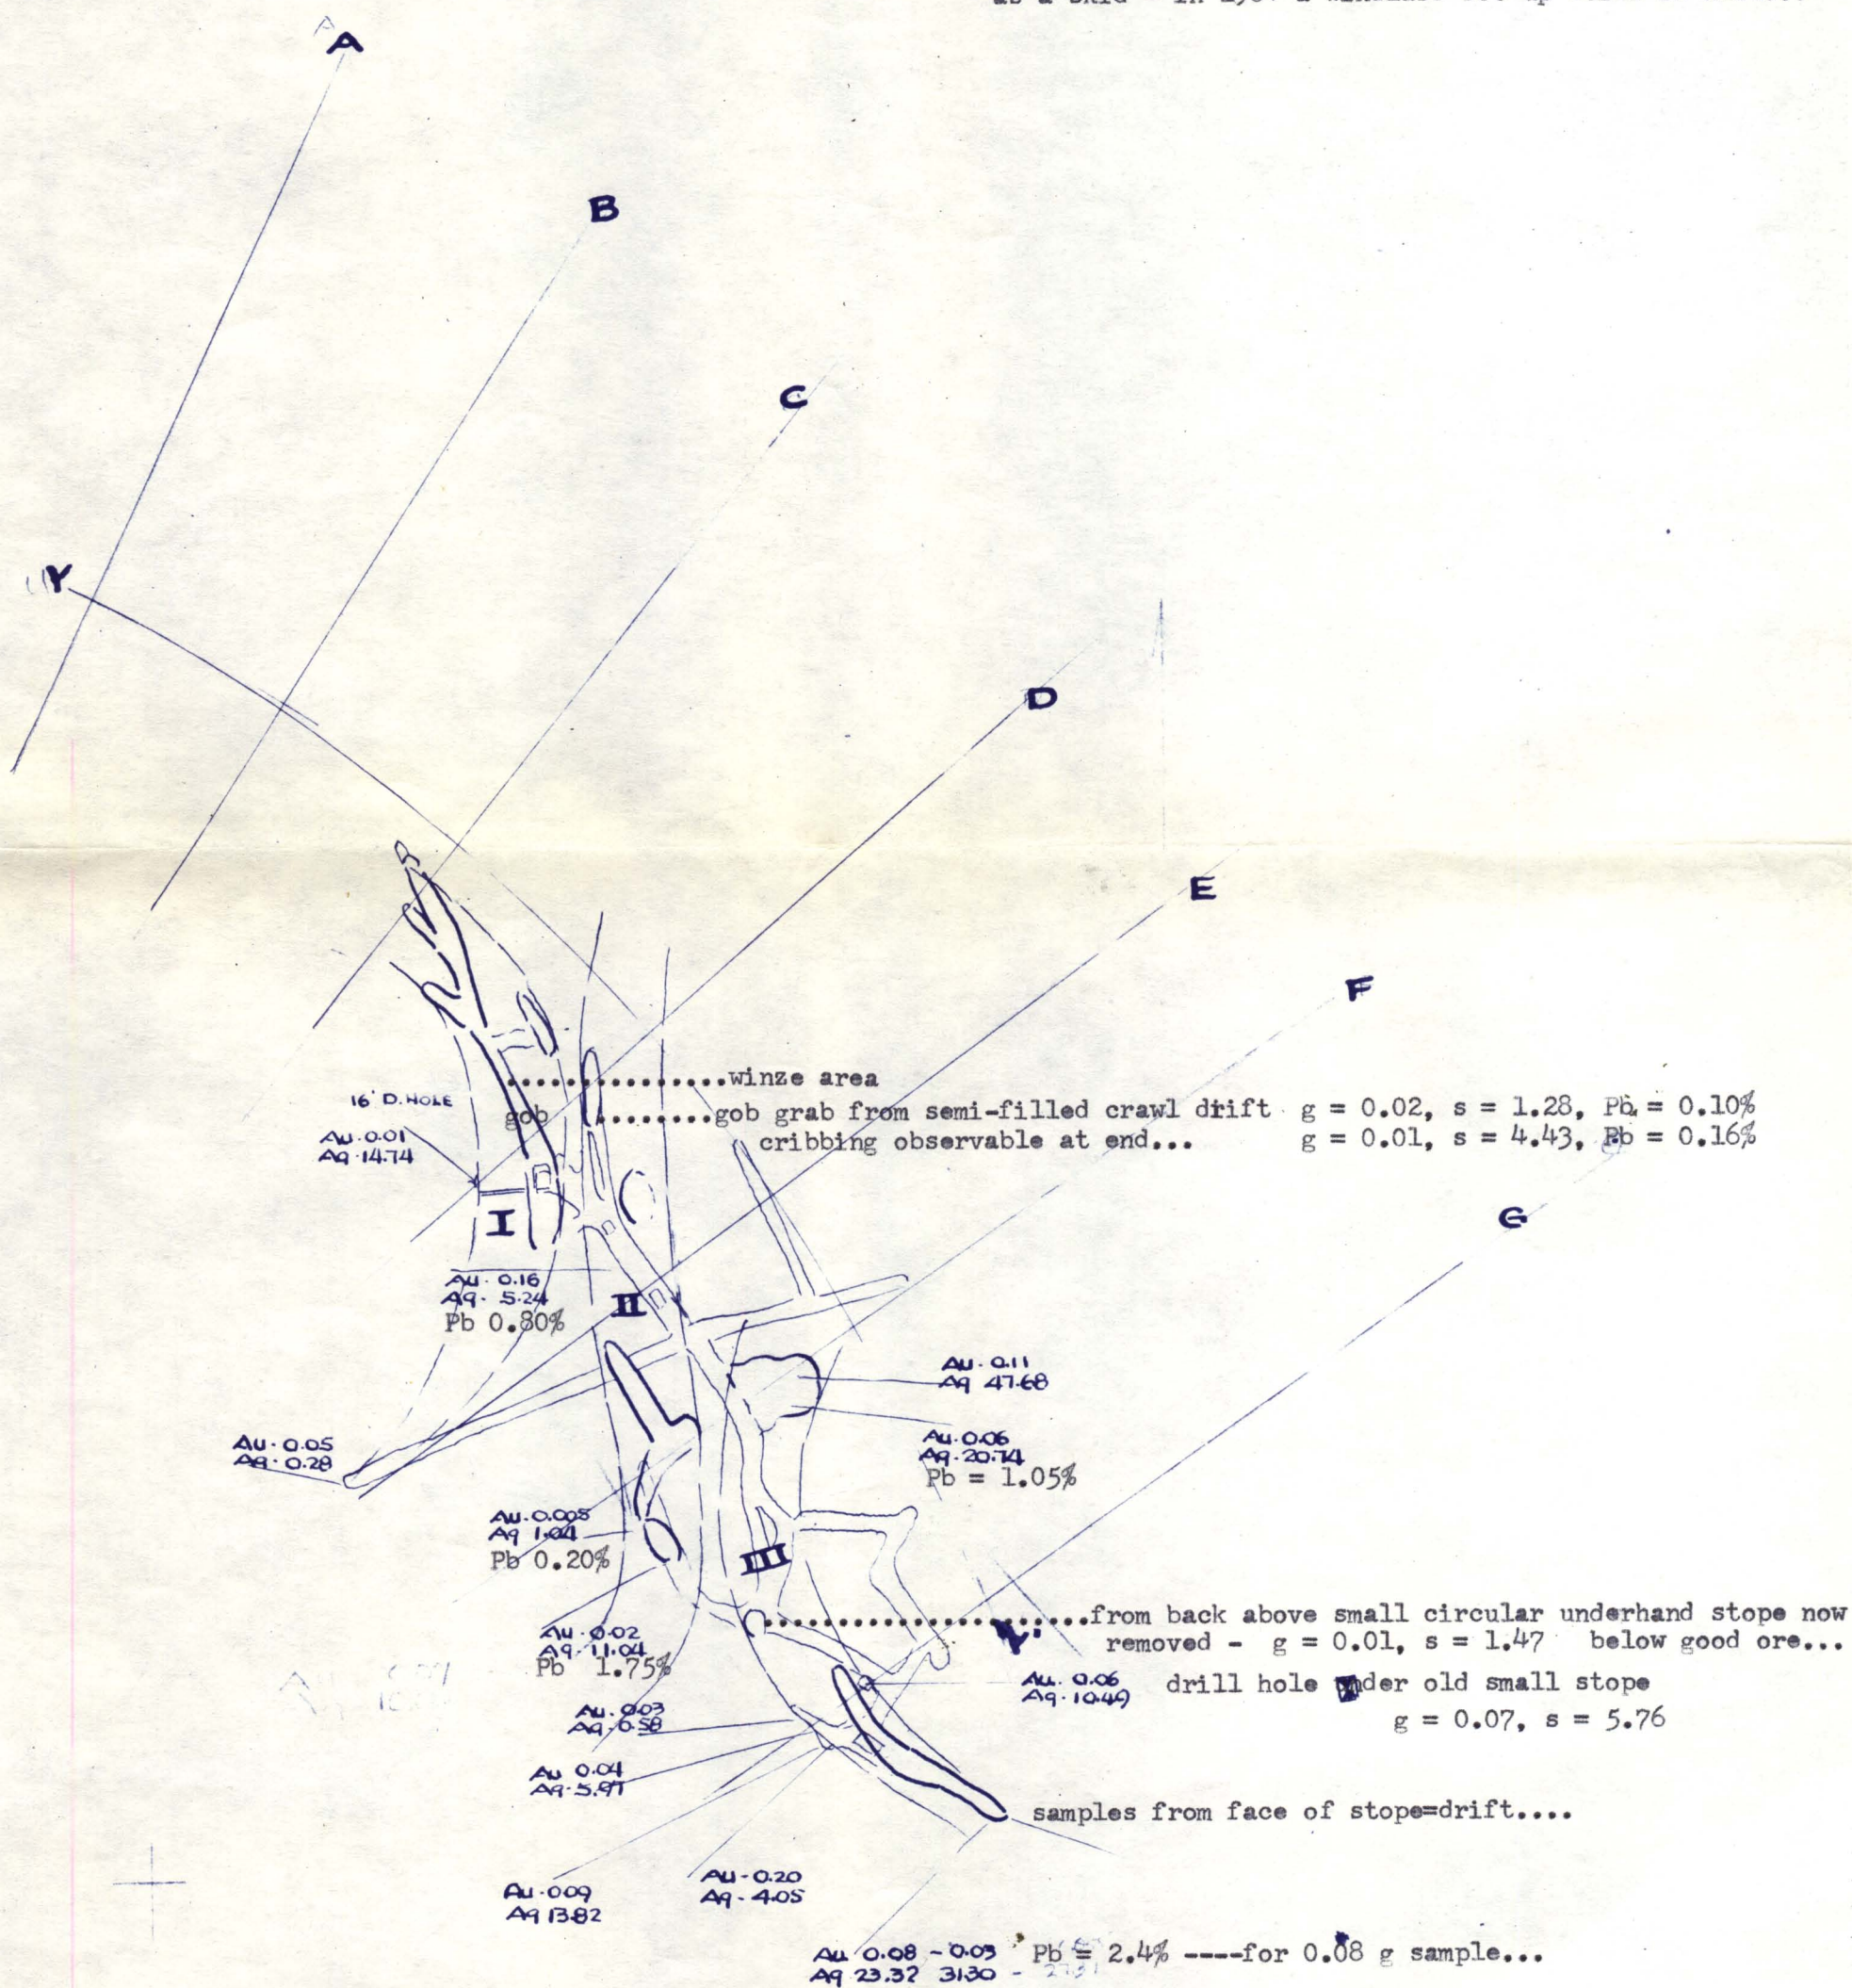 as a skid
A
B
C
Y
D
E
F
............winze area
16' D. HOLE
gob .......gob grab from semi-filled crawl drift g = 0.02, s = 1.28, Pb = 0.10%
cribbing observable at end... g = 0.01, s = 4.43, Pb = 0.16%
Au. 0.01
Ag. 14.74
I
G
Au. 0.16
Ag. 5.24
Pb 0.80%
II
Au. 0.11
Ag 47.68
Au. 0.05
Ag. 0.28
Au. 0.06
Ag. 20.74
Pb = 1.05%
Au. 0.005
Ag 1.04
Pb 0.20%
III
......................from back above small circular underhand stope now
removed - g = 0.01, s = 1.47 below good ore...
Au. 0.02
Ag. 11.04
Pb 1.75%
Au. 0.06
Ag. 10.49
drill hole under old small stope
g = 0.07, s = 5.76
Au. 0.03
Ag. 0.58
Au 0.04
Ag. 5.97
samples from face of stope=drift....
Au. 009
Ag 13.82
Au - 0.20
Ag - 4.05
Au 0.08 - 0.03 Pb = 2.4% ----for 0.08 g sample...
Ag 23.32 31.30 -